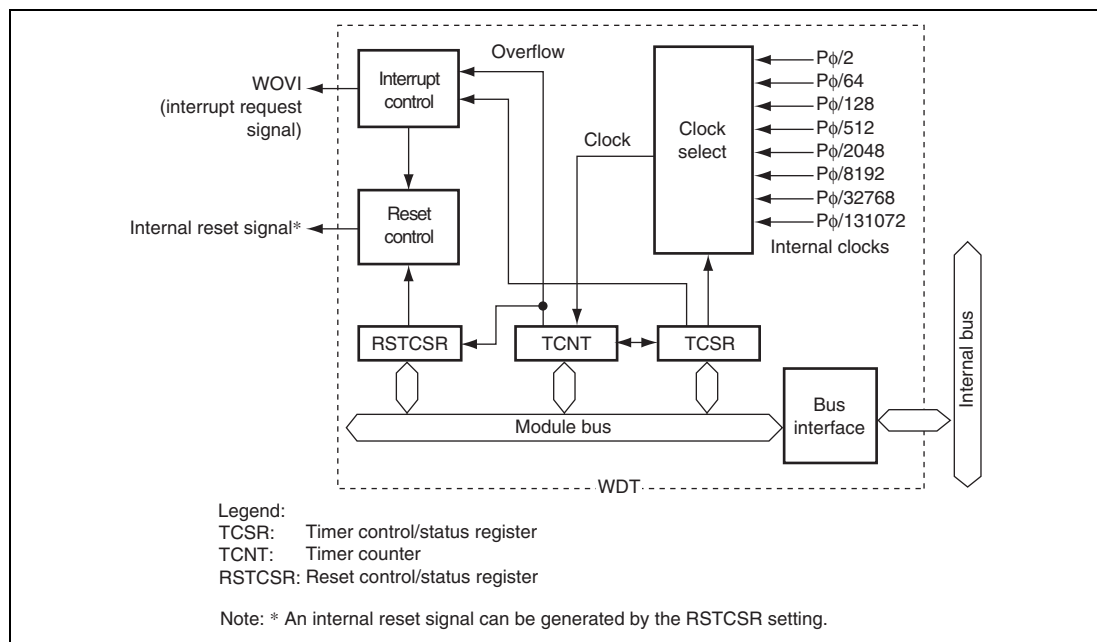 Overflow
Interrupt
control
WOVI
(interrupt request
signal)
Clock
Clock
select
Pϕ/2
Pϕ/64
Pϕ/128
Pϕ/512
Pϕ/2048
Pϕ/8192
Pϕ/32768
Pϕ/131072
Internal clocks
Reset
control
Internal reset signal*
RSTCSR
TCNT
TCSR
Module bus
Bus
interface
Internal bus
WDT
Legend:
TCSR: Timer control/status register
TCNT: Timer counter
RSTCSR: Reset control/status register
Note: * An internal reset signal can be generated by the RSTCSR setting.